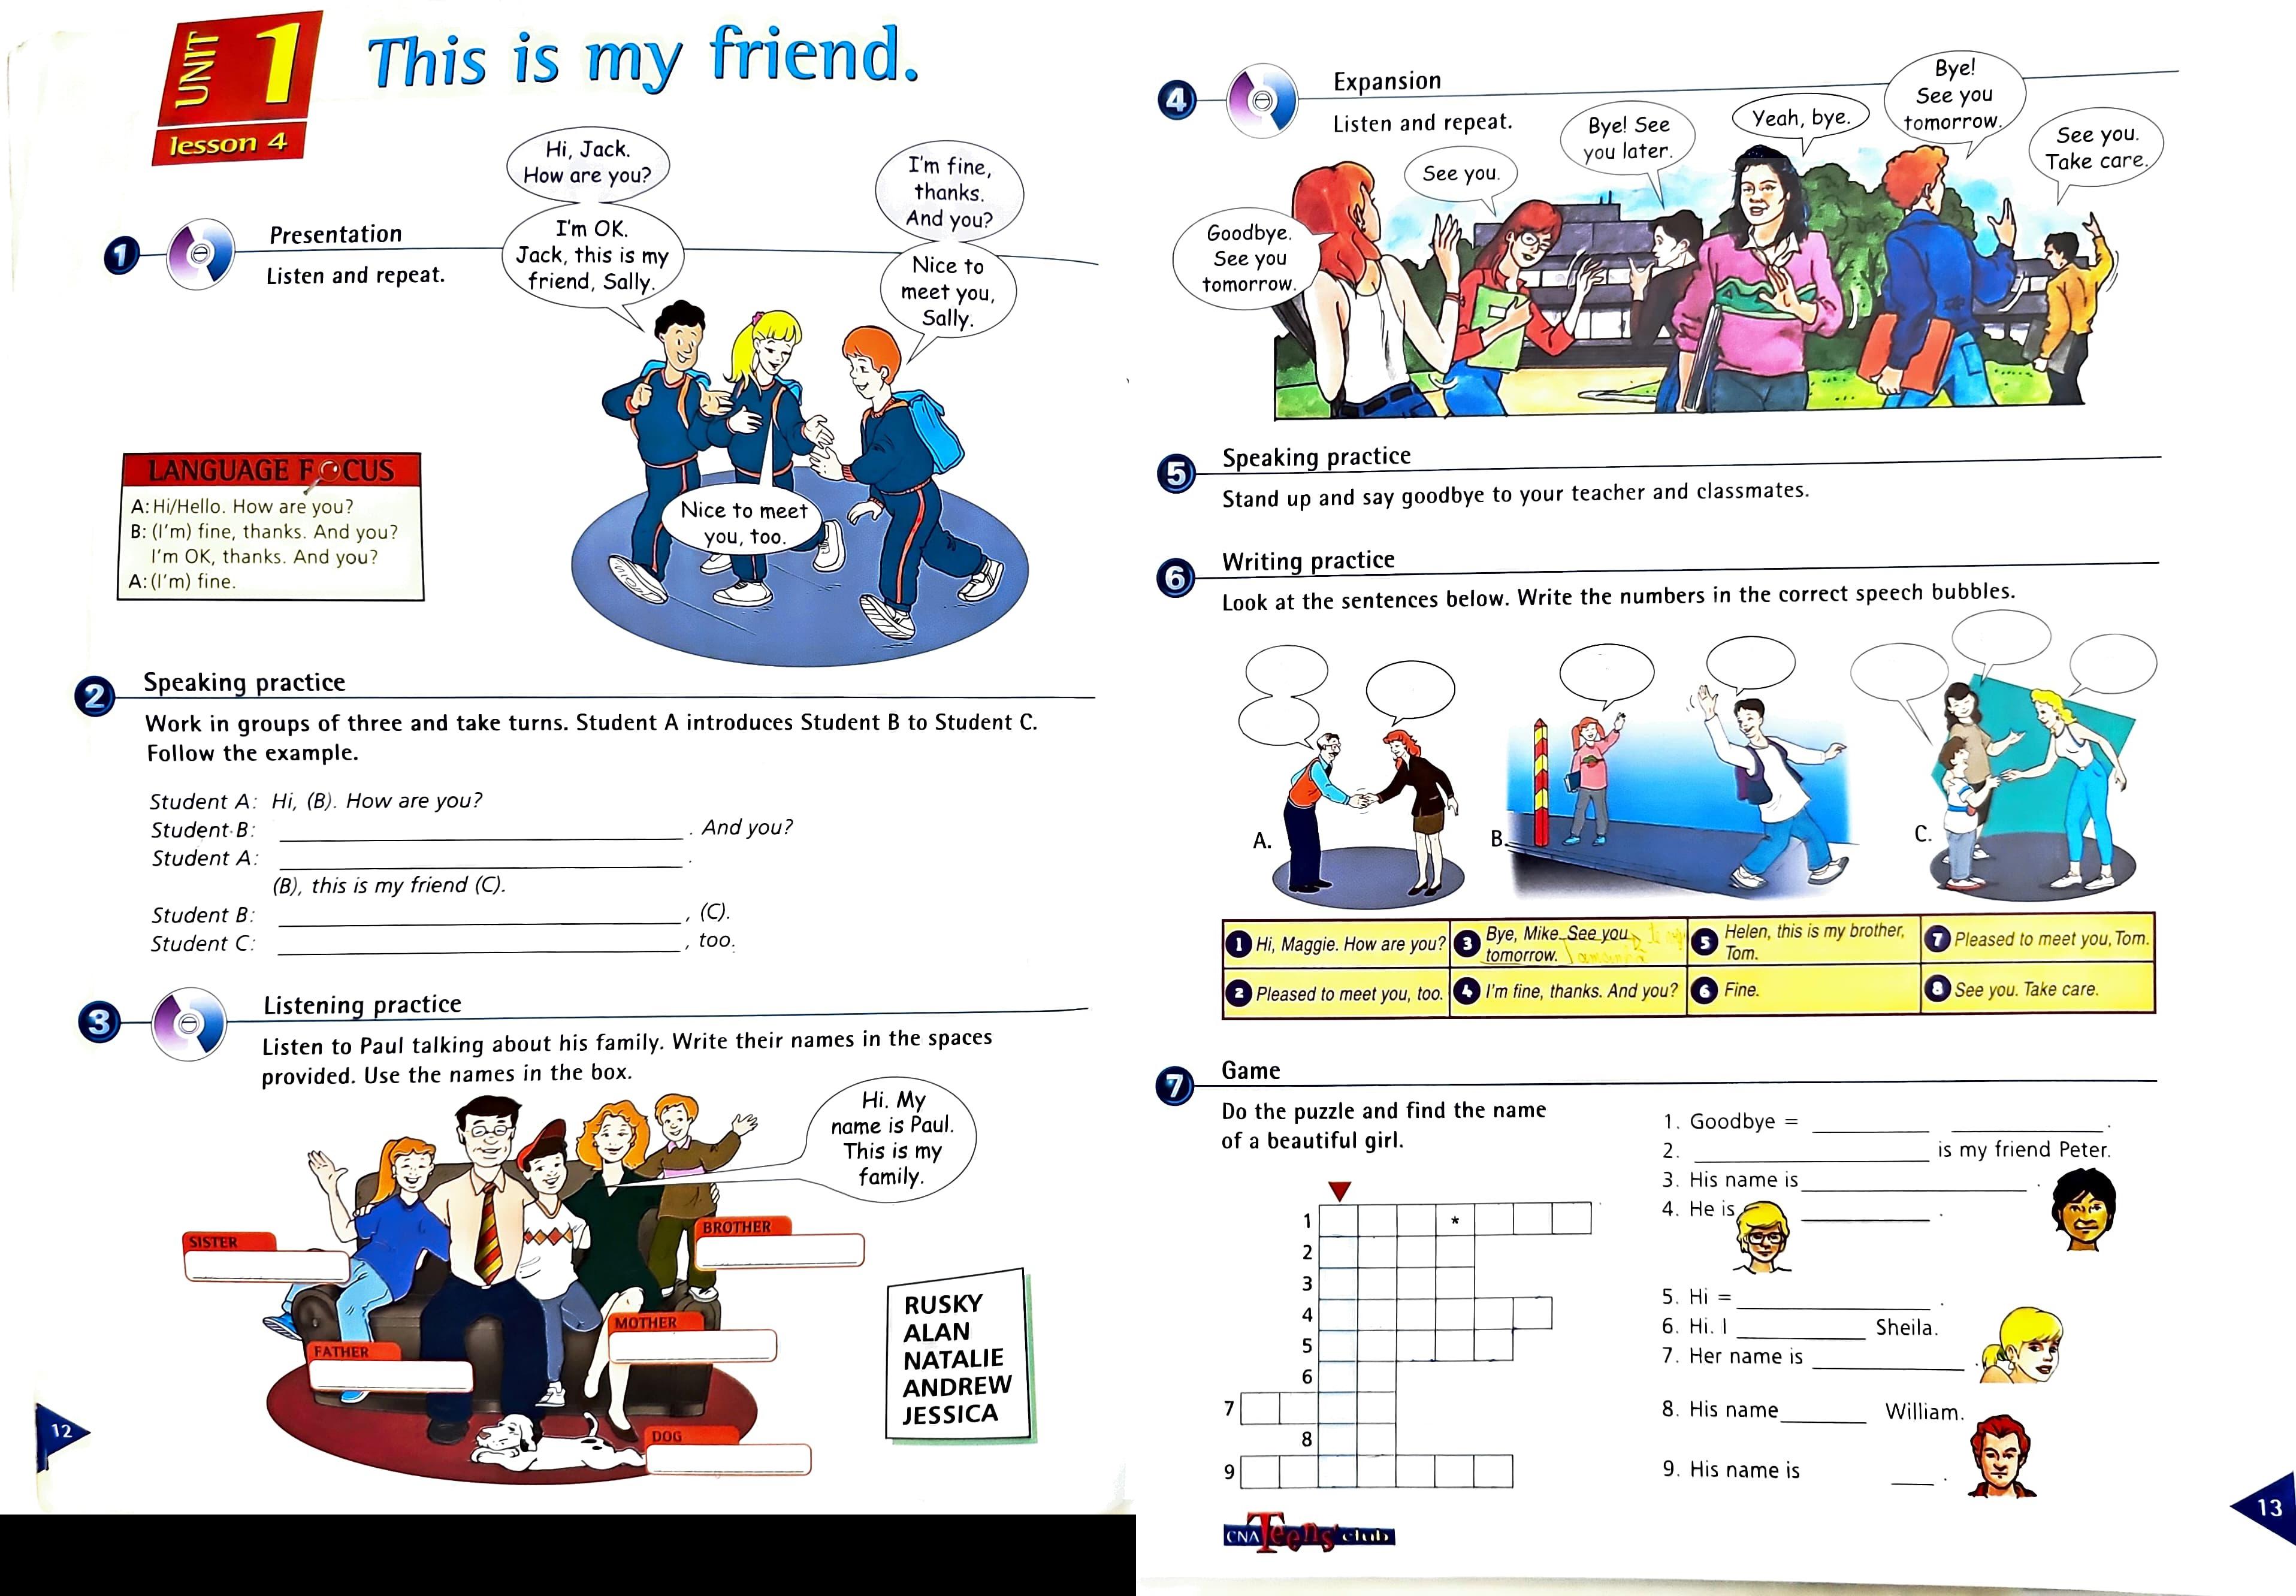 UNIT 1
lesson 4
This is my friend.
1 Presentation
Listen and repeat.
Hi, Jack.
How are you?
I'm OK.
Jack, this is my
friend, Sally.
I'm fine,
thanks.
And you?
Nice to
meet you,
Sally.
Nice to meet
you, too.
LANGUAGE FOCUS
A: Hi/Hello. How are you?
B: (I'm) fine, thanks. And you?
I'm OK, thanks. And you?
A: (I'm) fine.
2 Speaking practice
Work in groups of three and take turns. Student A introduces Student B to Student C.
Follow the example.
Student A: Hi, (B). How are you?
Student B: ____________ . And you?
Student A: ____________ .
(B), this is my friend (C).
Student B: ____________ , (C).
Student C: ____________ , too.
3 Listening practice
Listen to Paul talking about his family. Write their names in the spaces
provided. Use the names in the box.
Hi. My
name is Paul.
This is my
family.
SISTER
BROTHER
MOTHER
FATHER
DOG
RUSKY
ALAN
NATALIE
ANDREW
JESSICA
12
4 Expansion
Listen and repeat.
Goodbye.
See you
tomorrow.
See you.
Bye! See
you later.
Yeah, bye.
Bye!
See you
tomorrow.
See you.
Take care.
5 Speaking practice
Stand up and say goodbye to your teacher and classmates.
6 Writing practice
Look at the sentences below. Write the numbers in the correct speech bubbles.
A.
B.
C.
1 Hi, Maggie. How are you?
3 Bye, Mike. See you
tomorrow.
5 Helen, this is my brother,
Tom.
7 Pleased to meet you, Tom.
2 Pleased to meet you, too.
4 I'm fine, thanks. And you?
6 Fine.
8 See you. Take care.
7 Game
Do the puzzle and find the name
of a beautiful girl.
1 *
2
3
4
5
6
7
8
9
1. Goodbye = ________ ________ .
2. ____________ is my friend Peter.
3. His name is ____________ .
4. He is ________ .
5. Hi = ____________ .
6. Hi. I ________ Sheila.
7. Her name is ________ .
8. His name ______ William.
9. His name is ___ .
CNA Teens' club
13